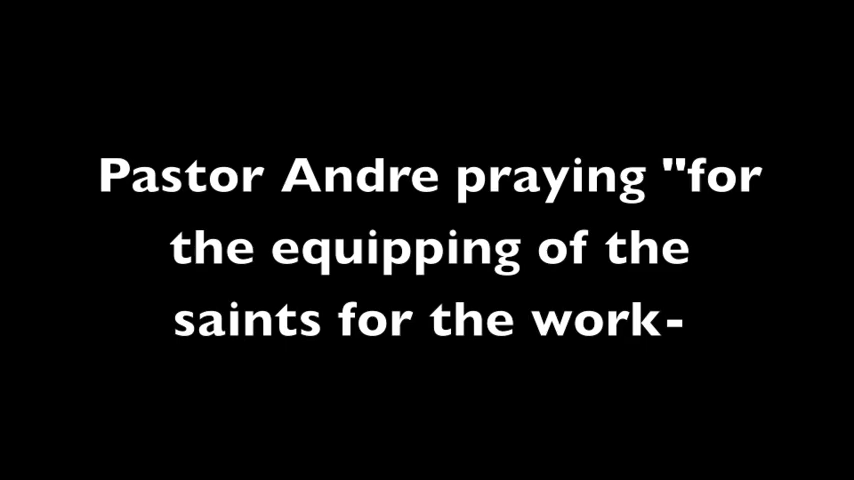 Pastor Andre praying "for
the equipping of the
saints for the work-